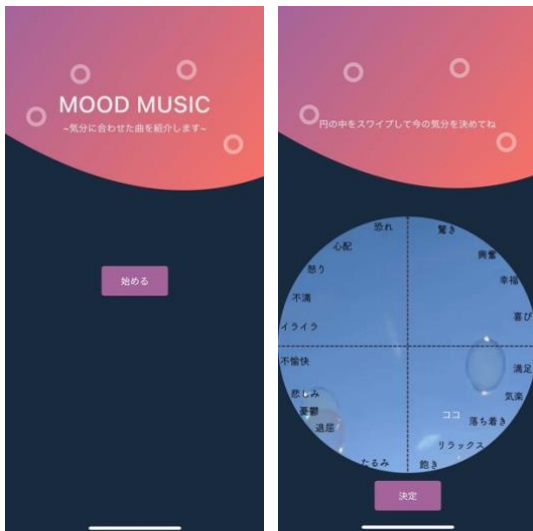 MOOD MUSIC
~気分に合わせた曲を紹介します~
始める
円の中をスワイプして今の気分を決めてね
恐れ
驚き
心配
興奮
怒り
幸福
不満
喜び
イライラ
不愉快
満足
悲しみ
気楽
憂鬱
ココ
落ち着き
退屈
リラックス
たるみ
飽き
決定